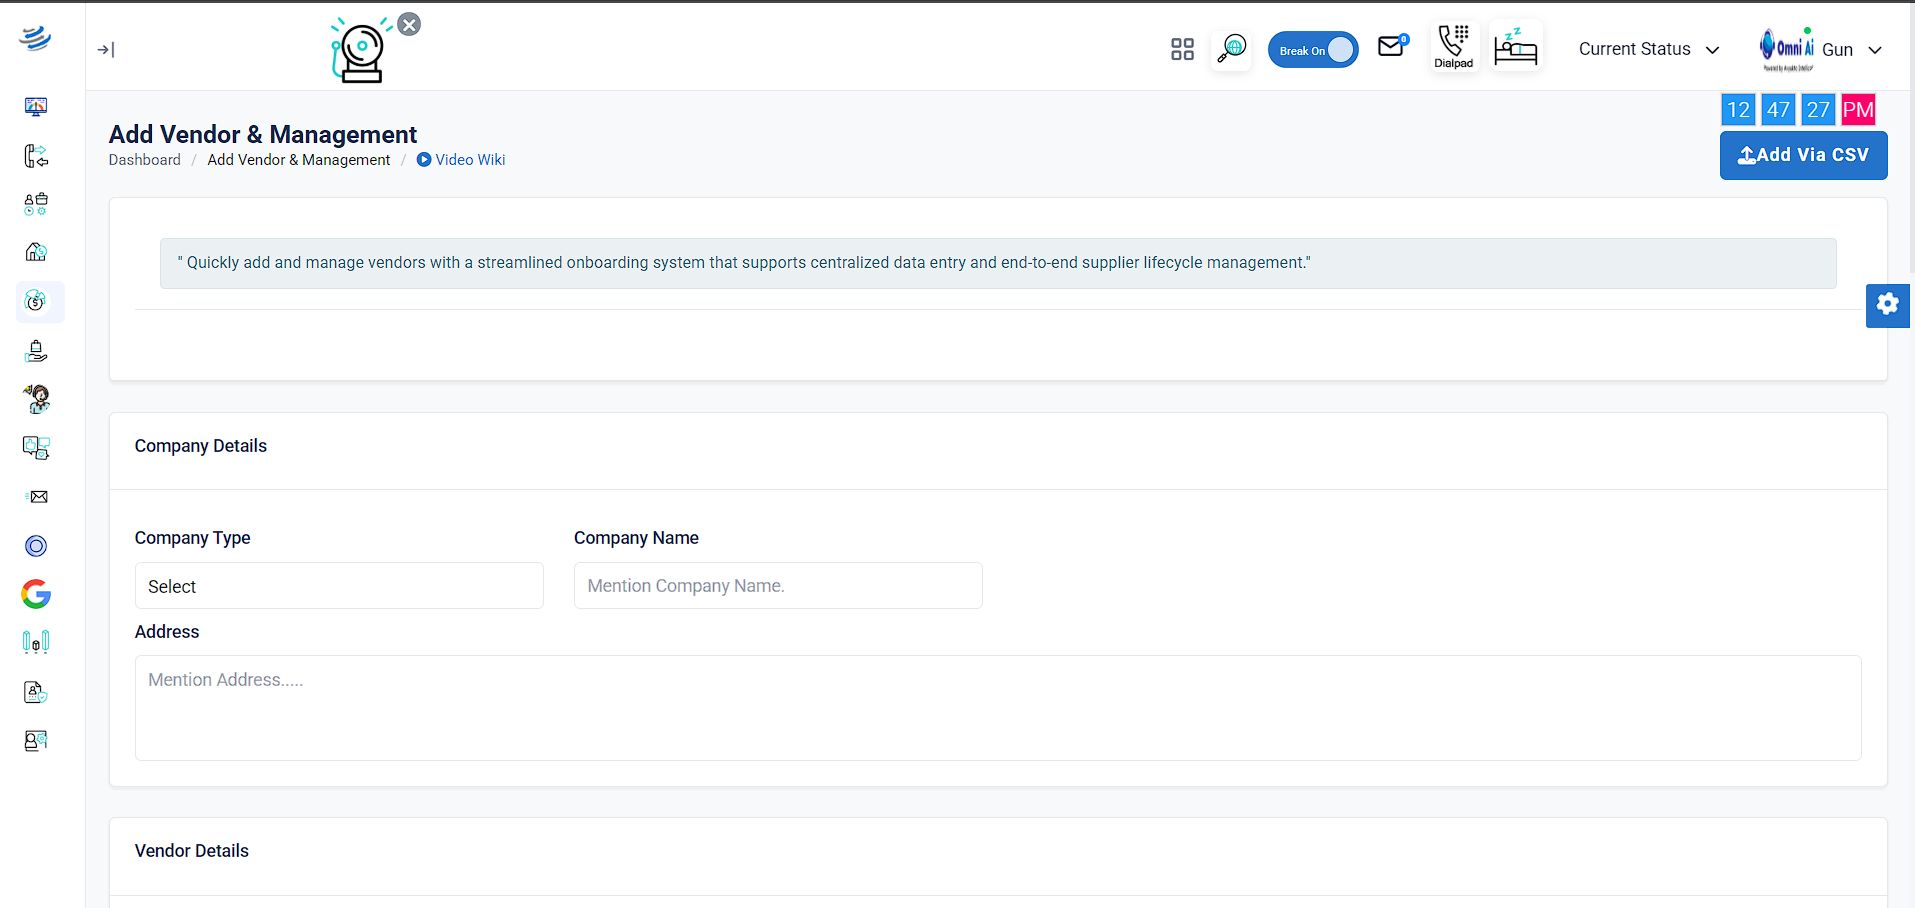 Break On
0
Dialpad
Current Status
Omni Ai
Gun
12 47 27 PM
Add Vendor & Management
Dashboard / Add Vendor & Management / Video Wiki
Add Via CSV
" Quickly add and manage vendors with a streamlined onboarding system that supports centralized data entry and end-to-end supplier lifecycle management."
Company Details
Company Type
Company Name
Select
Mention Company Name.
Address
Mention Address.....
Vendor Details